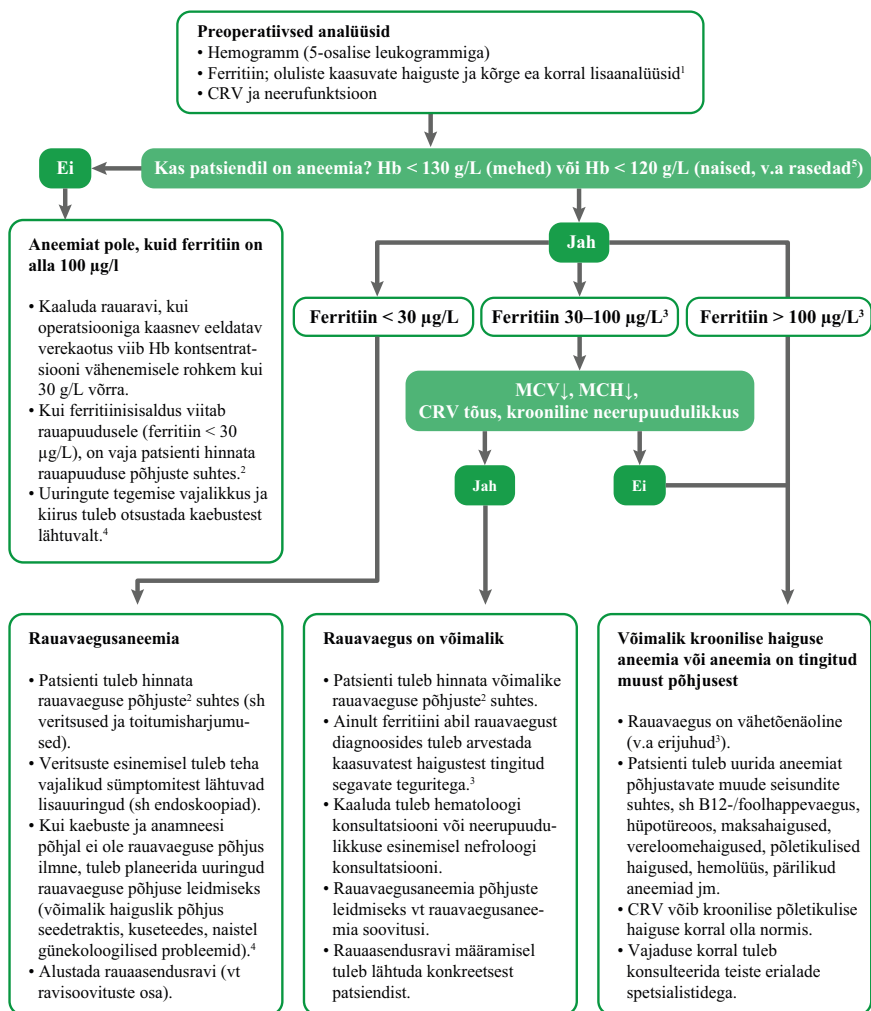 Preoperatiivsed analüüsid
• Hemogramm (5-osalise leukogrammiga)
• Ferritiin; oluliste kaasuvate haiguste ja kõrge ea korral lisaanalüüsid¹
• CRV ja neerufunktsioon
Ei
Kas patsiendil on aneemia? Hb < 130 g/L (mehed) või Hb < 120 g/L (naised, v.a rasedad⁵)
Aneemiat pole, kuid ferritiin on
alla 100 µg/l
• Kaaluda rauaravi, kui
operatsiooniga kaasnev eeldatav
verekaotus viib Hb kontsentrat-
siooni vähenemisele rohkem kui
30 g/L võrra.
• Kui ferritiinisisaldus viitab
rauapuudusele (ferritiin < 30
µg/L), on vaja patsienti hinnata
rauapuuduse põhjuste suhtes.²
• Uuringute tegemise vajalikkus ja
kiirus tuleb otsustada kaebustest
lähtuvalt.⁴
Jah
Ferritiin < 30 µg/L
Ferritiin 30–100 µg/L³
Ferritiin > 100 µg/L³
MCV↓, MCH↓,
CRV tõus, krooniline neerupuudulikkus
Jah
Ei
Rauavaegusaneemia
• Patsienti tuleb hinnata
rauavaeguse põhjuste² suhtes (sh
veritsused ja toitumisharjumu-
sed).
• Veritsuste esinemisel tuleb teha
vajalikud sümptomitest lähtuvad
lisauuringud (sh endoskoopiad).
• Kui kaebuste ja anamneesi
põhjal ei ole rauavaeguse põhjus
ilmne, tuleb planeerida uuringud
rauavaeguse põhjuse leidmiseks
(võimalik haiguslik põhjus
seedetraktis, kuseteedes, naistel
günekoloogilised probleemid).⁴
• Alustada rauaasendusravi (vt
ravisoovituste osa).
Rauavaegus on võimalik
• Patsienti tuleb hinnata võimalike
rauavaeguse põhjuste² suhtes.
• Ainult ferritiini abil rauavaegust
diagnoosides tuleb arvestada
kaasuvatest haigustest tingitud
segavate teguritega.³
• Kaaluda tuleb hematoloogi
konsultatsiooni või neerupuudu-
likkuse esinemisel nefroloogi
konsultatsiooni.
• Rauavaegusaneemia põhjuste
leidmiseks vt rauavaegusanee-
mia soovitusi.
• Rauaasendusravi määramisel
tuleb lähtuda konkreetsest
patsiendist.
Võimalik kroonilise haiguse
aneemia või aneemia on tingitud
muust põhjusest
• Rauavaegus on vähetõenäoline
(v.a erijuhud³).
• Patsienti tuleb uurida aneemiat
põhjustavate muude seisundite
suhtes, sh B12-/foolhappevaegus,
hüpotüreoos, maksahaigused,
vereloomehaigused, põletikulised
haigused, hemolüüs, pärilikud
aneemiad jm.
• CRV võib kroonilise põletikulise
haiguse korral olla normis.
• Vajaduse korral tuleb
konsulteerida teiste erialade
spetsialistidega.